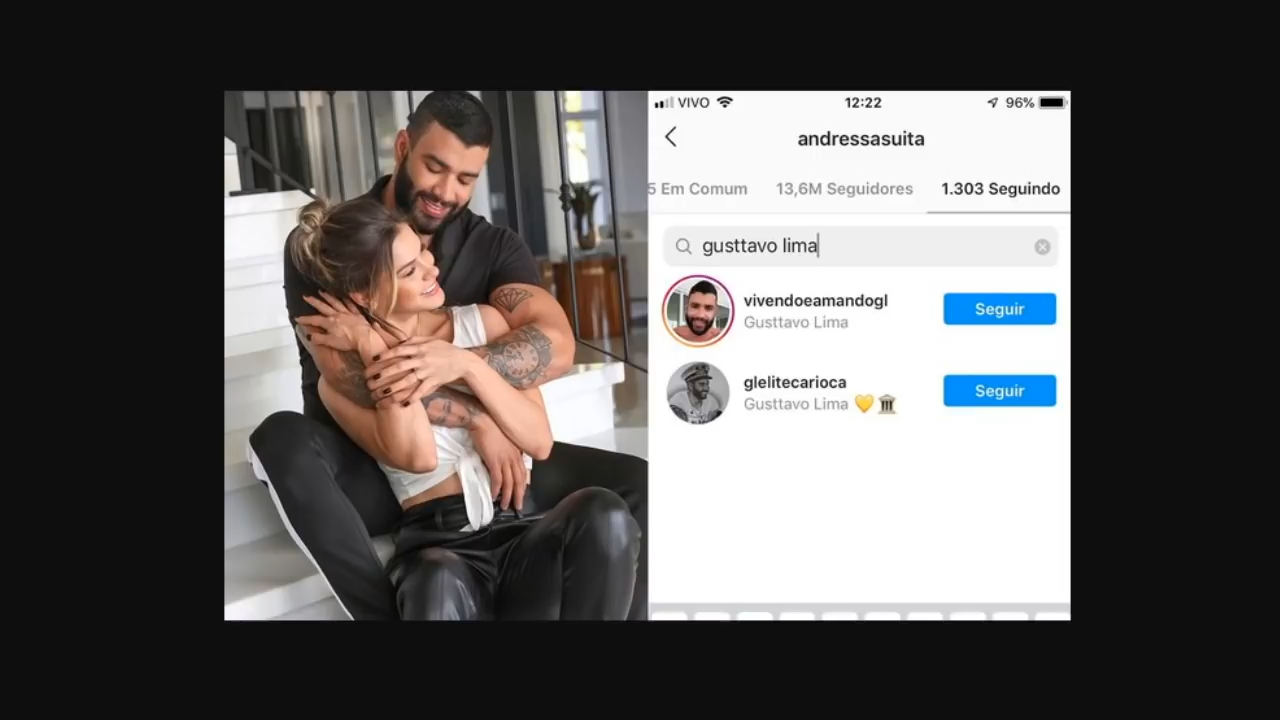 VIVO 12:22 96%
andressasuita
5 Em Comum 13,6M Seguidores 1.303 Seguindo
gusttavo lima
vivendoeamandogl
Gusttavo Lima
Seguir
glelitecarioca
Gusttavo Lima 💛🏛️
Seguir